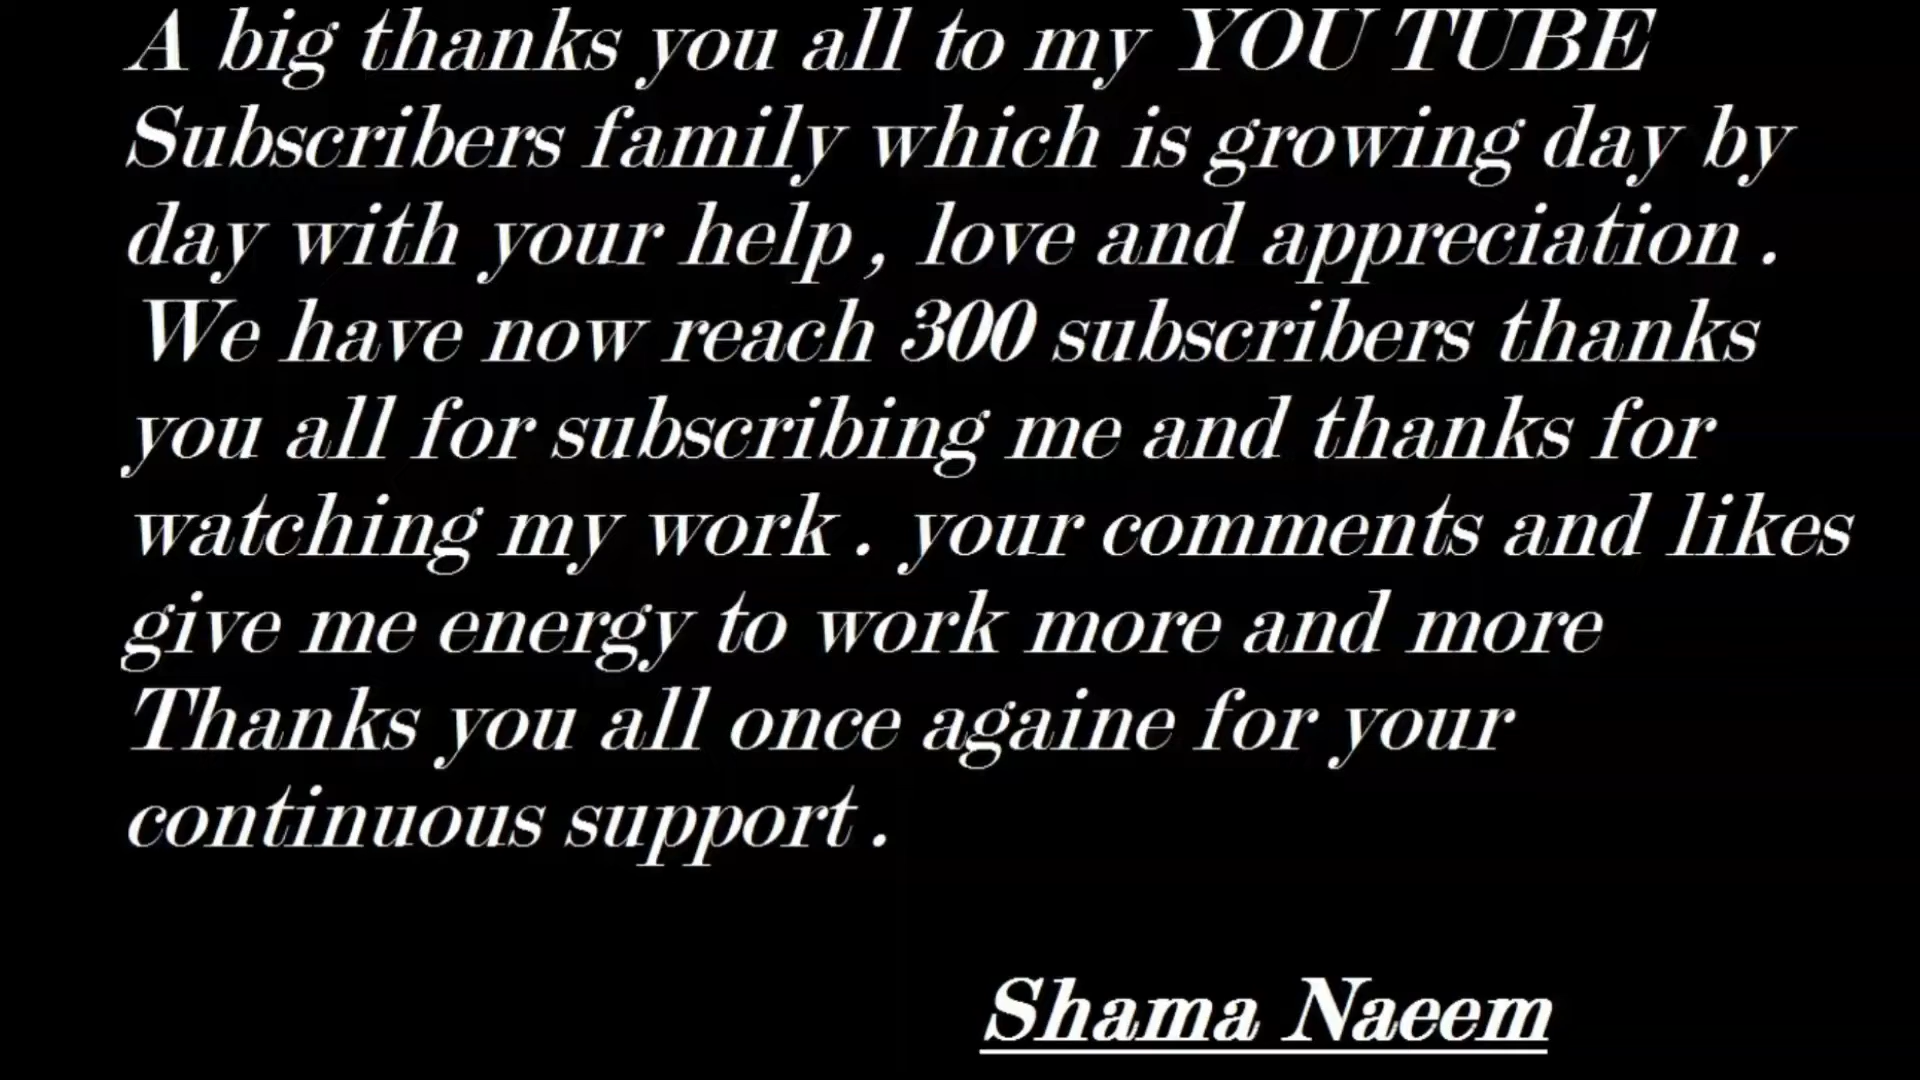 A big thanks you all to my YOU TUBE
Subscribers family which is growing day by
day with your help , love and appreciation .
We have now reach 300 subscribers thanks
you all for subscribing me and thanks for
watching my work . your comments and likes
give me energy to work more and more
Thanks you all once againe for your
continuous support .
Shama Naeem